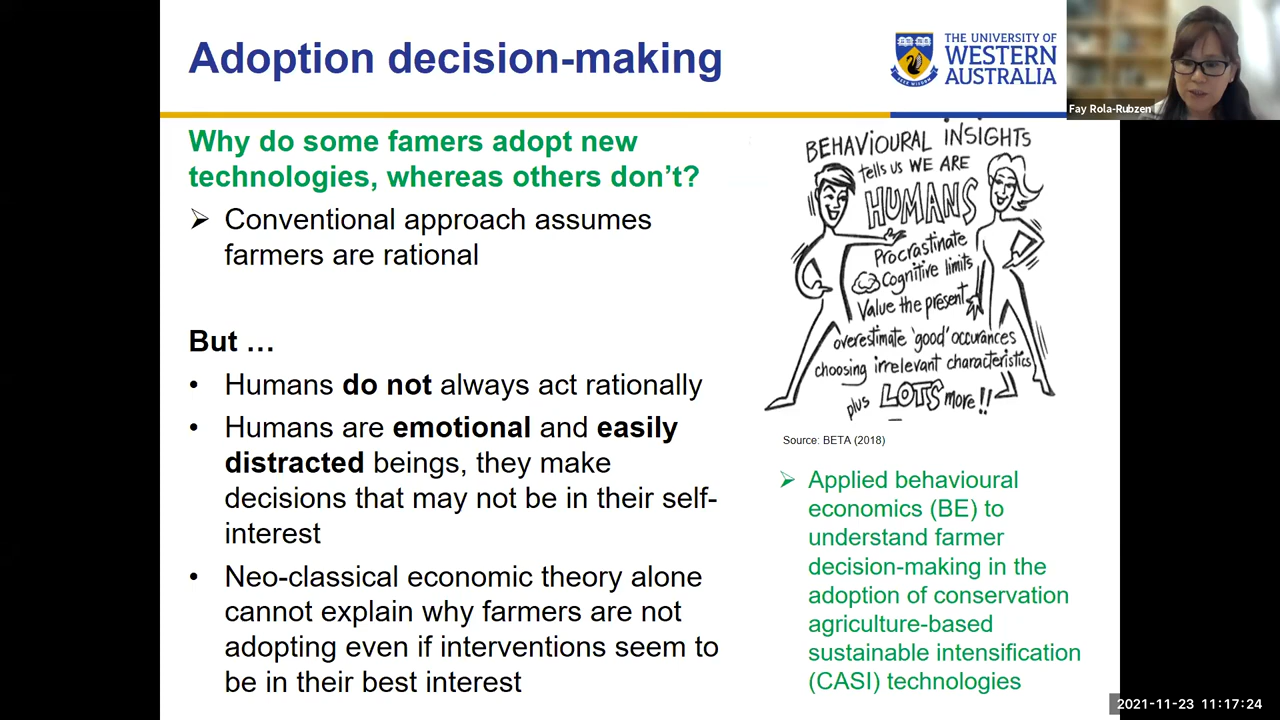 Adoption decision-making
THE UNIVERSITY OF
WESTERN
AUSTRALIA
Fay Rola-Rubzen
Why do some famers adopt new
technologies, whereas others don't?
➢ Conventional approach assumes
farmers are rational
But …
• Humans do not always act rationally
• Humans are emotional and easily
distracted beings, they make
decisions that may not be in their self-
interest
• Neo-classical economic theory alone
cannot explain why farmers are not
adopting even if interventions seem to
be in their best interest
BEHAViOURAL iNSiGHTS
tells us WE ARE
HUMANS
Procrastinate
Cognitive limits
Value the present
overestimate 'good' occurances
choosing irrelevant characteristics
plus LOTS more!!
Source: BETA (2018)
➢ Applied behavioural
economics (BE) to
understand farmer
decision-making in the
adoption of conservation
agriculture-based
sustainable intensification
(CASI) technologies
2021-11-23 11:17:24